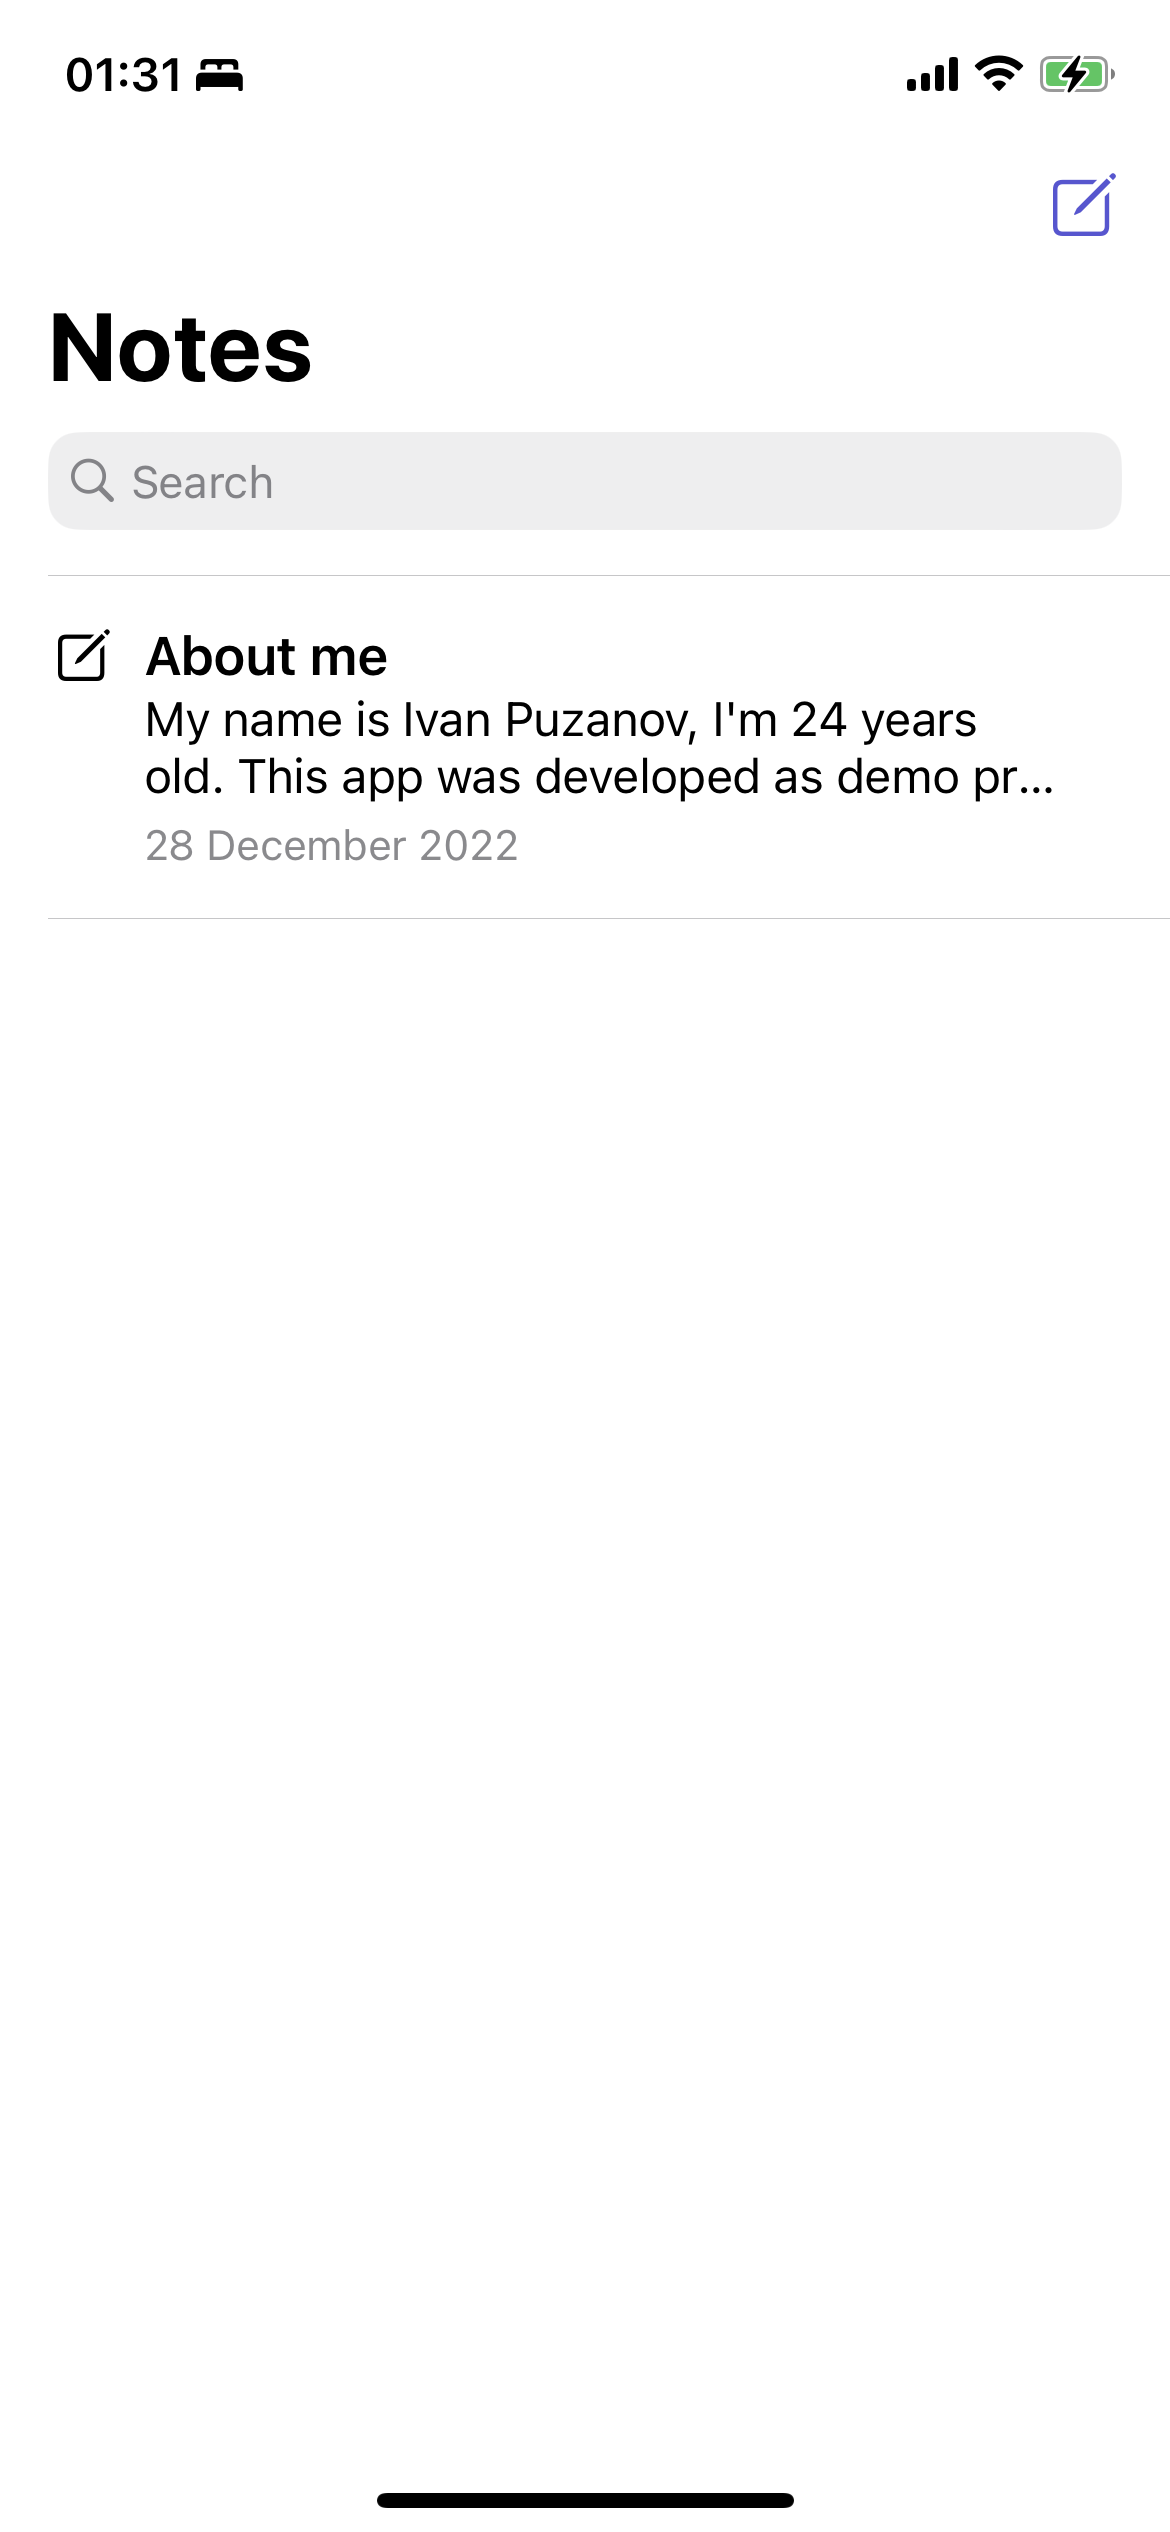 01:31
Notes
Search
About me
My name is Ivan Puzanov, I'm 24 years
old. This app was developed as demo pr...
28 December 2022